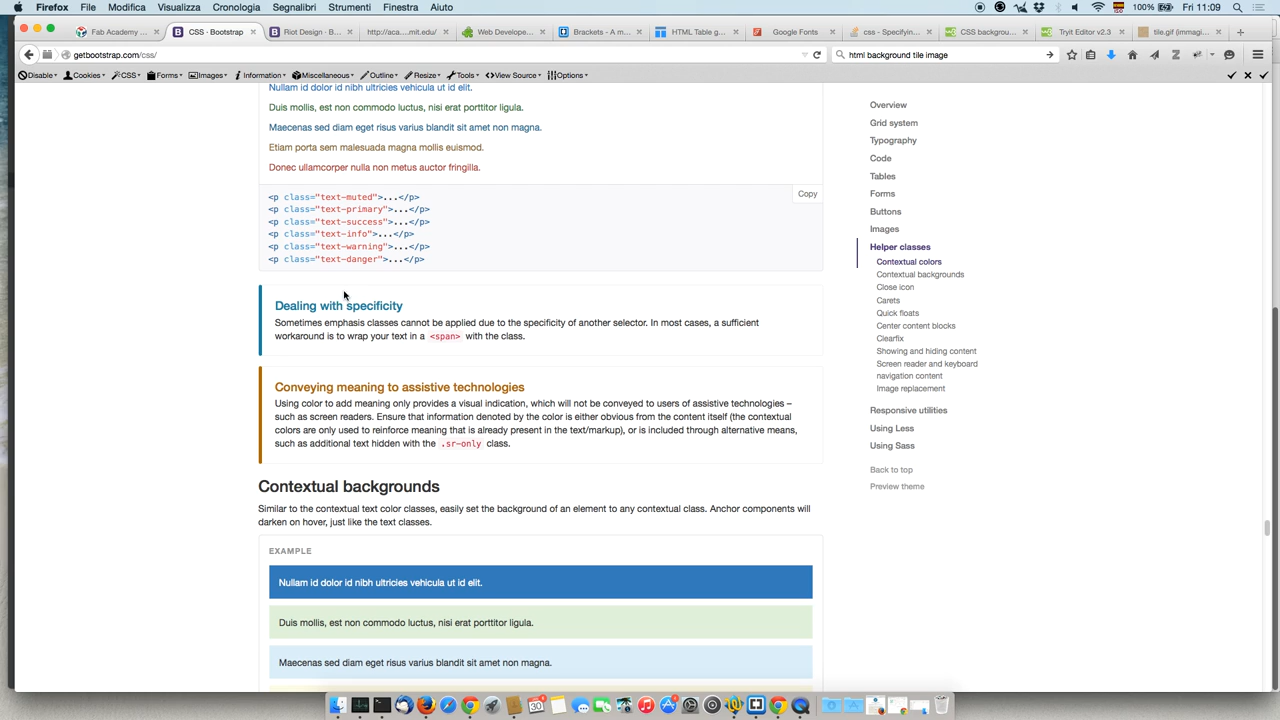 Firefox File Modifica Visualizza Cronologia Segnalibri Strumenti Finestra Aiuto 100% Fri 11:09
Fab Academy ... CSS · Bootstrap Riot Design · B... http://aca....mit.edu/ Web Develope... Brackets - A m... HTML Table g... Google Fonts css - Specifyin... CSS backgrou... Tryit Editor v2.3 tile.gif (immagi...
getbootstrap.com/css/ html background tile image
Disable Cookies CSS Forms Images Information Miscellaneous Outline Resize Tools View Source Options
Nullam id dolor id nibh ultricies vehicula ut id elit.
Duis mollis, est non commodo luctus, nisi erat porttitor ligula.
Maecenas sed diam eget risus varius blandit sit amet non magna.
Etiam porta sem malesuada magna mollis euismod.
Donec ullamcorper nulla non metus auctor fringilla.
Copy
<p class="text-muted">...</p>
<p class="text-primary">...</p>
<p class="text-success">...</p>
<p class="text-info">...</p>
<p class="text-warning">...</p>
<p class="text-danger">...</p>
Dealing with specificity
Sometimes emphasis classes cannot be applied due to the specificity of another selector. In most cases, a sufficient
workaround is to wrap your text in a <span> with the class.
Conveying meaning to assistive technologies
Using color to add meaning only provides a visual indication, which will not be conveyed to users of assistive technologies –
such as screen readers. Ensure that information denoted by the color is either obvious from the content itself (the contextual
colors are only used to reinforce meaning that is already present in the text/markup), or is included through alternative means,
such as additional text hidden with the .sr-only class.
Contextual backgrounds
Similar to the contextual text color classes, easily set the background of an element to any contextual class. Anchor components will
darken on hover, just like the text classes.
EXAMPLE
Nullam id dolor id nibh ultricies vehicula ut id elit.
Duis mollis, est non commodo luctus, nisi erat porttitor ligula.
Maecenas sed diam eget risus varius blandit sit amet non magna.
Overview
Grid system
Typography
Code
Tables
Forms
Buttons
Images
Helper classes
Contextual colors
Contextual backgrounds
Close icon
Carets
Quick floats
Center content blocks
Clearfix
Showing and hiding content
Screen reader and keyboard
navigation content
Image replacement
Responsive utilities
Using Less
Using Sass
Back to top
Preview theme
30